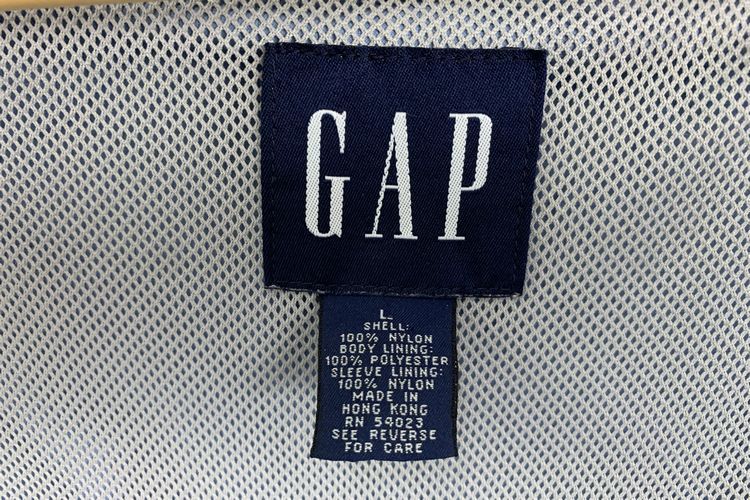 GAP
L
SHELL:
100% NYLON
BODY LINING:
100% POLYESTER
SLEEVE LINING:
100% NYLON
MADE IN
HONG KONG
RN 54023
SEE REVERSE
FOR CARE